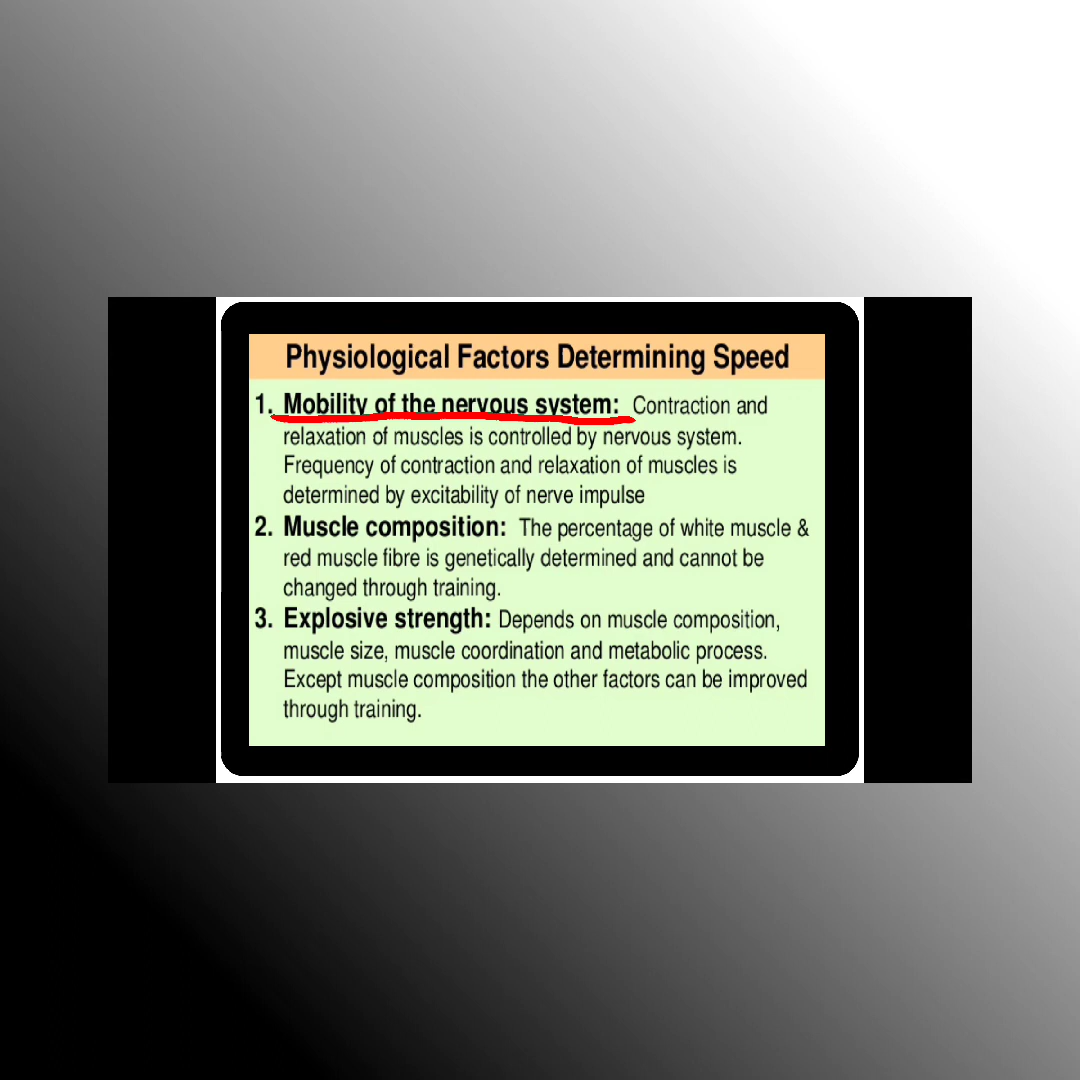 Physiological Factors Determining Speed
1. Mobility of the nervous system: Contraction and
relaxation of muscles is controlled by nervous system.
Frequency of contraction and relaxation of muscles is
determined by excitability of nerve impulse
2. Muscle composition: The percentage of white muscle &
red muscle fibre is genetically determined and cannot be
changed through training.
3. Explosive strength: Depends on muscle composition,
muscle size, muscle coordination and metabolic process.
Except muscle composition the other factors can be improved
through training.